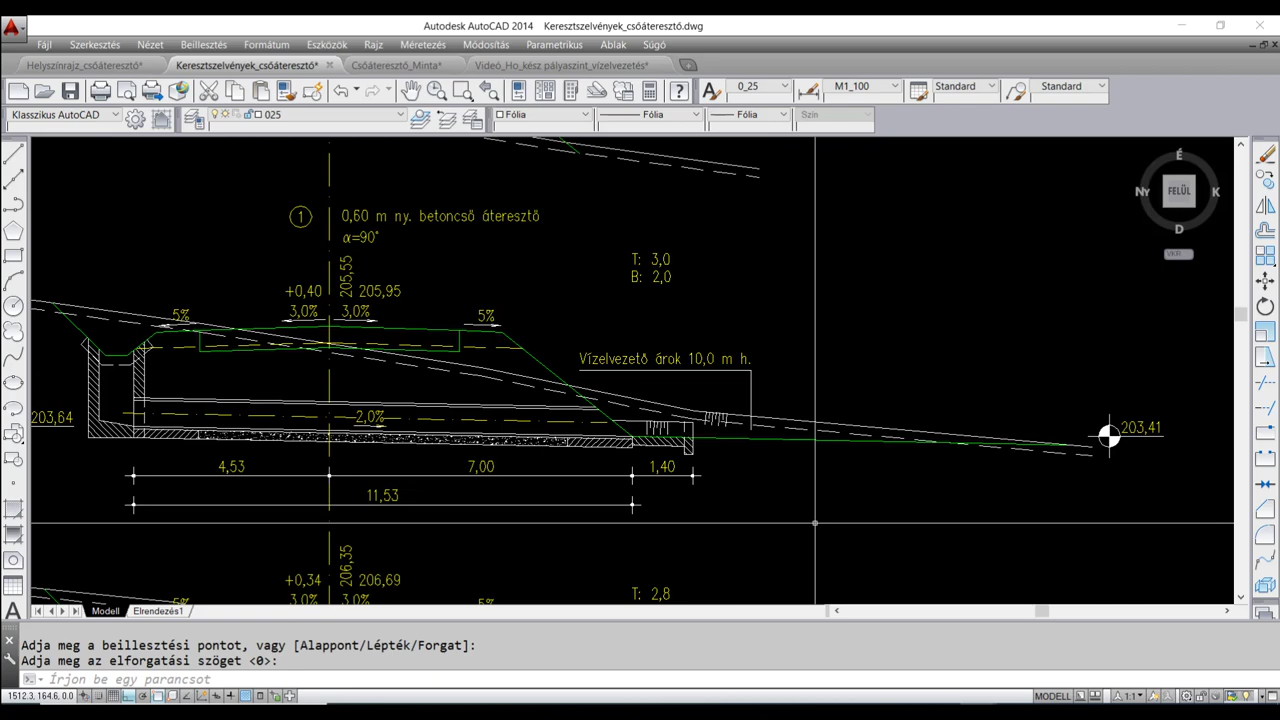 Autodesk AutoCAD 2014 Keresztszelvények_csőáteresztő.dwg
Fájl Szerkesztés Nézet Beillesztés Formátum Eszközök Rajz Méretezés Módosítás Parametrikus Ablak Súgó
Helyszínrajz_csőáteresztő* Keresztszelvények_csőáteresztő* Csőáteresztő_Minta* Videó_Ho_kész pályaszint_vízelvezetés*
0_25 M1_100 Standard Standard
Klasszikus AutoCAD 025 Fólia Fólia Fólia Szín
É
NY FELÜL K
D
VKR
1 0,60 m ny. betoncső áteresztő
α=90°
205,55
T: 3,0
B: 2,0
+0,40 205,95
5% 3,0% 3,0% 5%
Vízelvezető árok 10,0 m h.
203,64 2,0% 203,41
4,53 7,00 1,40
11,53
206,35
+0,34 206,69
T: 2,8
5% 3,0% 3,0% 5%
Modell Elrendezés1
Adja meg a beillesztési pontot, vagy [Alappont/Lépték/Forgat]:
Adja meg az elforgatási szöget <0>:
Írjon be egy parancsot
1512.3, 164.6, 0.0 MODELL 1:1